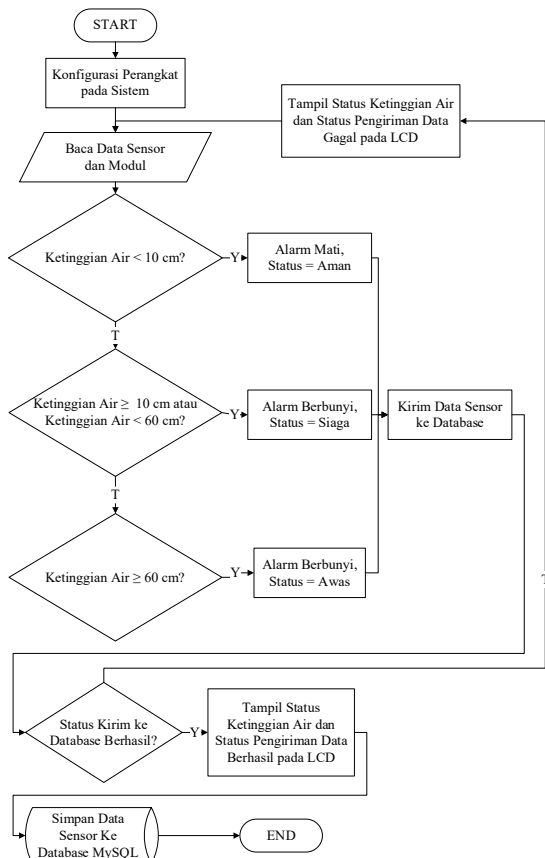 START
Konfigurasi Perangkat
pada Sistem
Tampil Status Ketinggian Air
dan Status Pengiriman Data
Gagal pada LCD
Baca Data Sensor
dan Modul
Ketinggian Air < 10 cm?
Y
Alarm Mati,
Status = Aman
T
Ketinggian Air ≥ 10 cm atau
Ketinggian Air < 60 cm?
Y
Alarm Berbunyi,
Status = Siaga
Kirim Data Sensor
ke Database
T
Ketinggian Air ≥ 60 cm?
Y
Alarm Berbunyi,
Status = Awas
T
Status Kirim ke
Database Berhasil?
Y
Tampil Status
Ketinggian Air dan
Status Pengiriman Data
Berhasil pada LCD
Simpan Data
Sensor Ke
Database MySQL
END